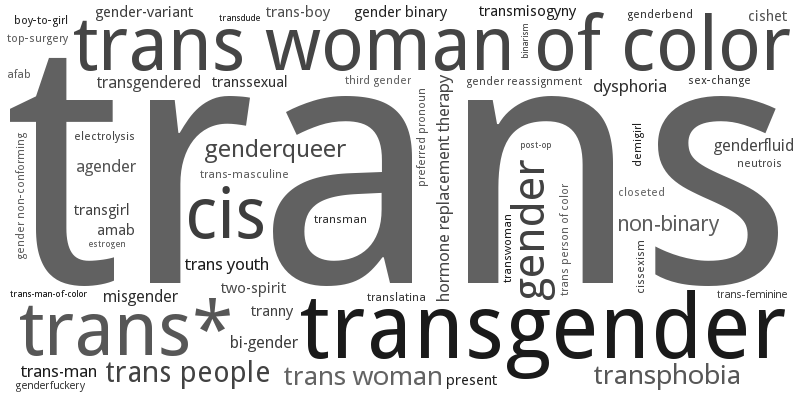 boy-to-girl
gender-variant
transdude
trans-boy
gender binary
transmisogyny
genderbend
cishet
top-surgery
trans woman of color
binarism
afab
transgendered
transsexual
third gender
gender reassignment
dysphoria
sex-change
trans
gender non-conforming
electrolysis
genderqueer
preferred pronoun
hormone replacement therapy
post-op
demigirl
genderfluid
neutrois
agender
trans-masculine
cis
closeted
transgirl
transman
transwoman
gender
trans person of color
non-binary
amab
estrogen
cissexism
trans youth
trans-man-of-color
misgender
two-spirit
translatina
trans-feminine
trans*
tranny
transgender
bi-gender
trans-man
trans people
trans woman
present
transphobia
genderfuckery